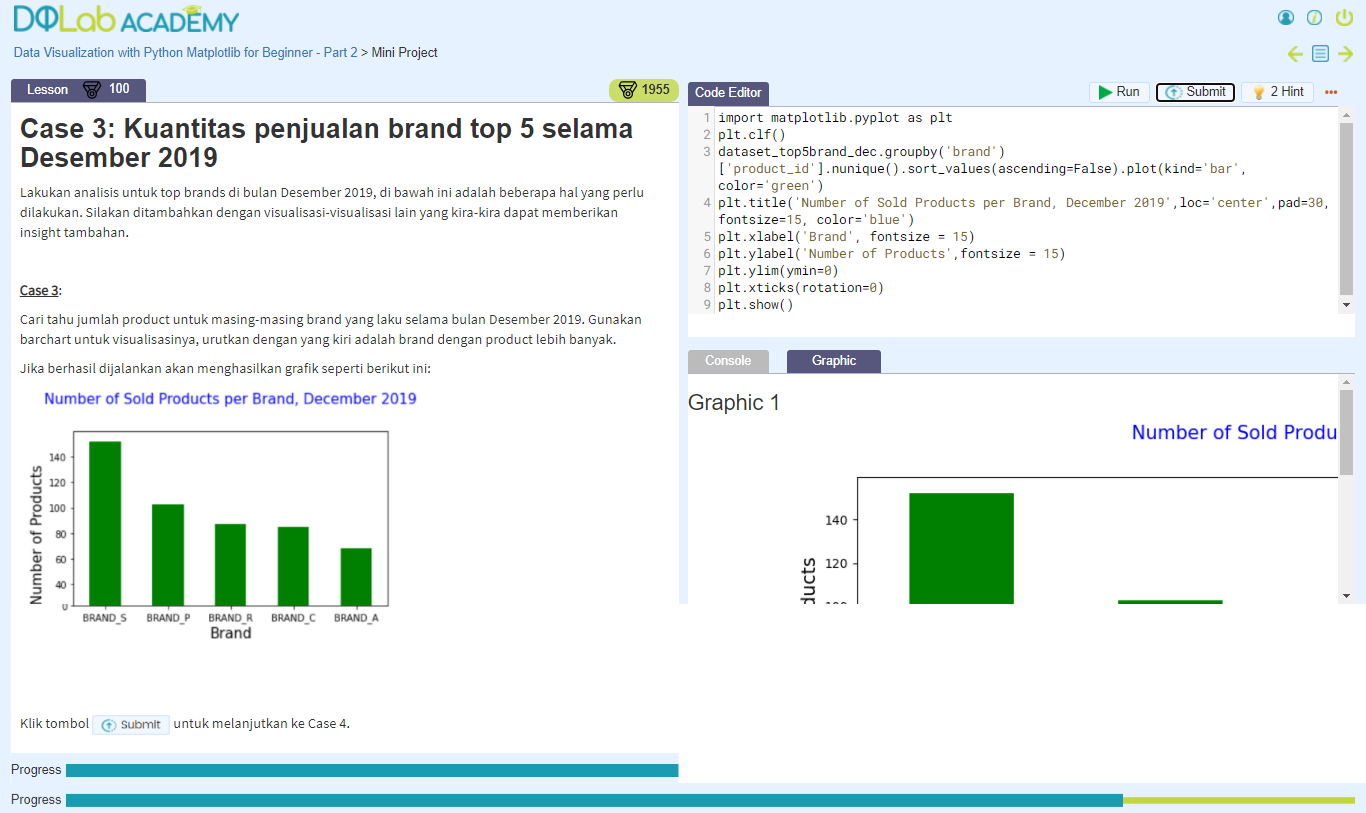 DQLab ACADEMY
Data Visualization with Python Matplotlib for Beginner - Part 2 > Mini Project
Lesson 100
1955
Case 3: Kuantitas penjualan brand top 5 selama
Desember 2019
Lakukan analisis untuk top brands di bulan Desember 2019, di bawah ini adalah beberapa hal yang perlu
dilakukan. Silakan ditambahkan dengan visualisasi-visualisasi lain yang kira-kira dapat memberikan
insight tambahan.
Case 3:
Cari tahu jumlah product untuk masing-masing brand yang laku selama bulan Desember 2019. Gunakan
barchart untuk visualisasinya, urutkan dengan yang kiri adalah brand dengan product lebih banyak.
Jika berhasil dijalankan akan menghasilkan grafik seperti berikut ini:
Number of Sold Products per Brand, December 2019
Number of Products
140
120
100
80
60
40
0
BRAND_S BRAND_P BRAND_R BRAND_C BRAND_A
Brand
Klik tombol Submit untuk melanjutkan ke Case 4.
Progress
Code Editor
Run Submit 2 Hint
1 import matplotlib.pyplot as plt
2 plt.clf()
3 dataset_top5brand_dec.groupby('brand')
['product_id'].nunique().sort_values(ascending=False).plot(kind='bar',
color='green')
4 plt.title('Number of Sold Products per Brand, December 2019',loc='center',pad=30,
fontsize=15, color='blue')
5 plt.xlabel('Brand', fontsize = 15)
6 plt.ylabel('Number of Products',fontsize = 15)
7 plt.ylim(ymin=0)
8 plt.xticks(rotation=0)
9 plt.show()
Console Graphic
Graphic 1
Number of Sold Produ
140
120
100
ducts
Progress